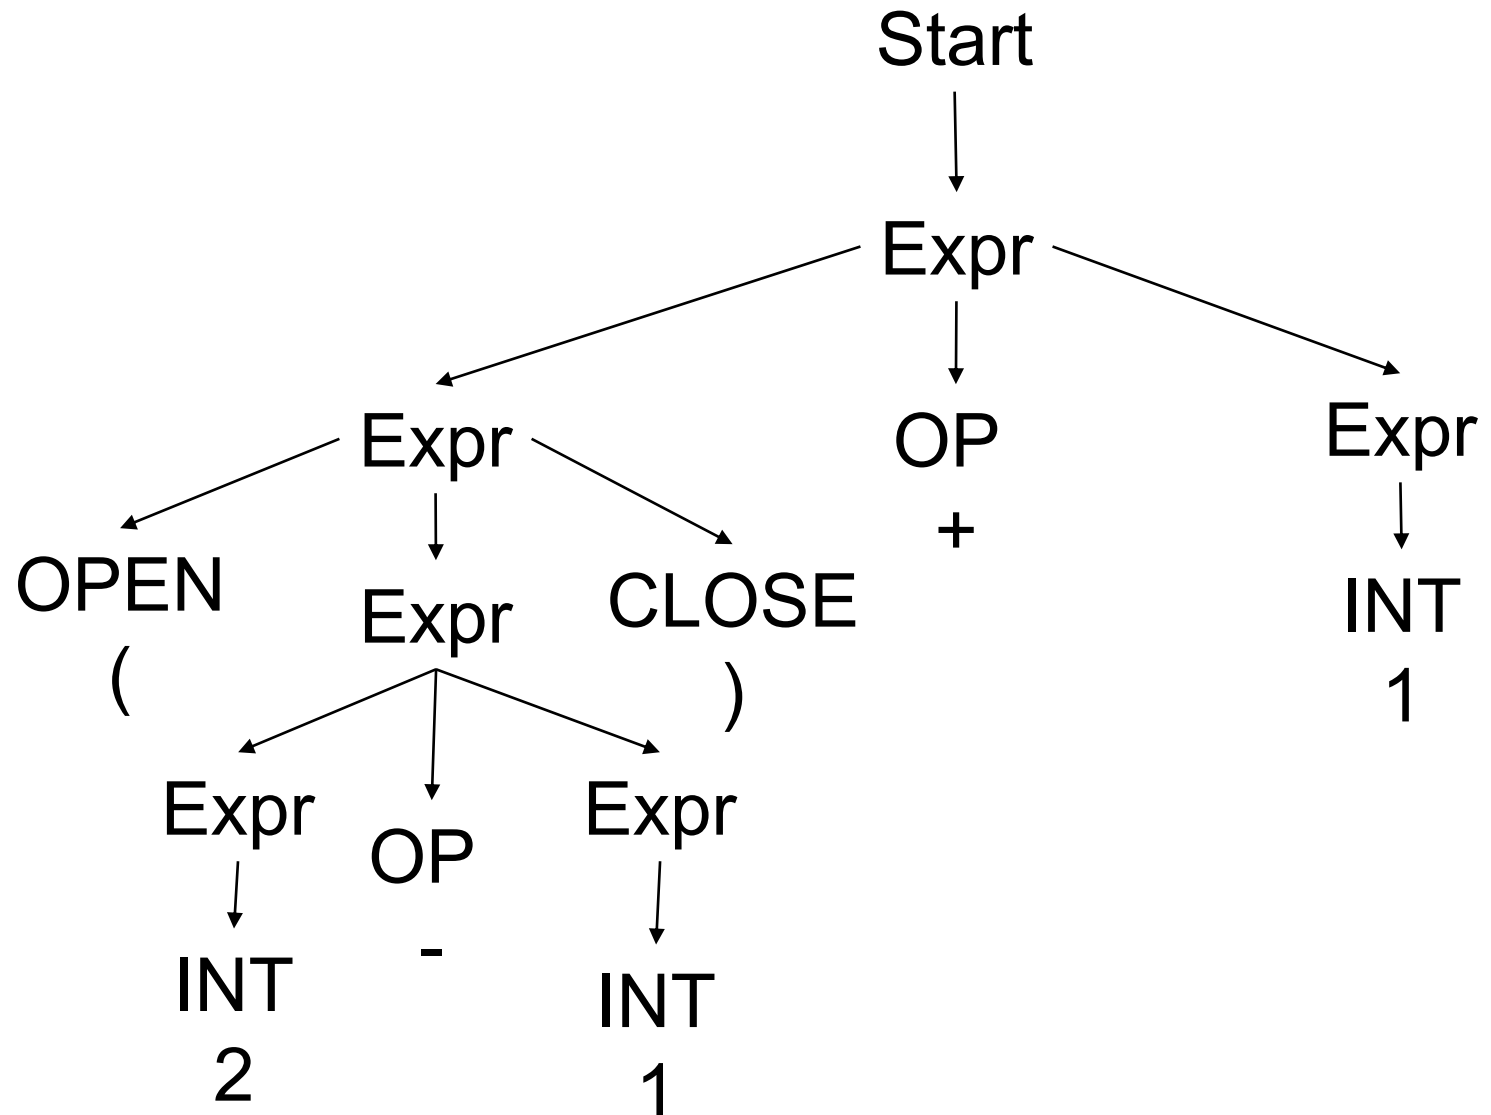 Start
Expr
Expr
OP
+
Expr
OPEN
(
Expr
CLOSE
)
INT
1
Expr
OP
-
Expr
INT
2
INT
1